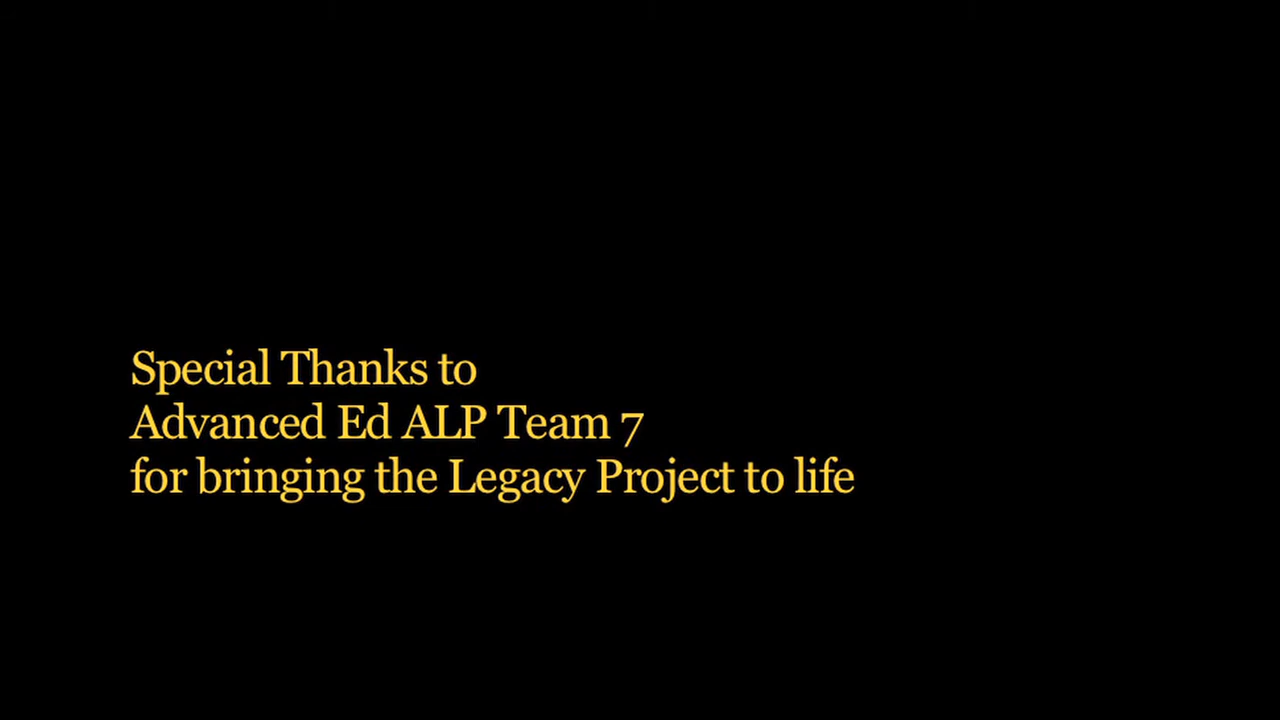 Special Thanks to
Advanced Ed ALP Team 7
for bringing the Legacy Project to life